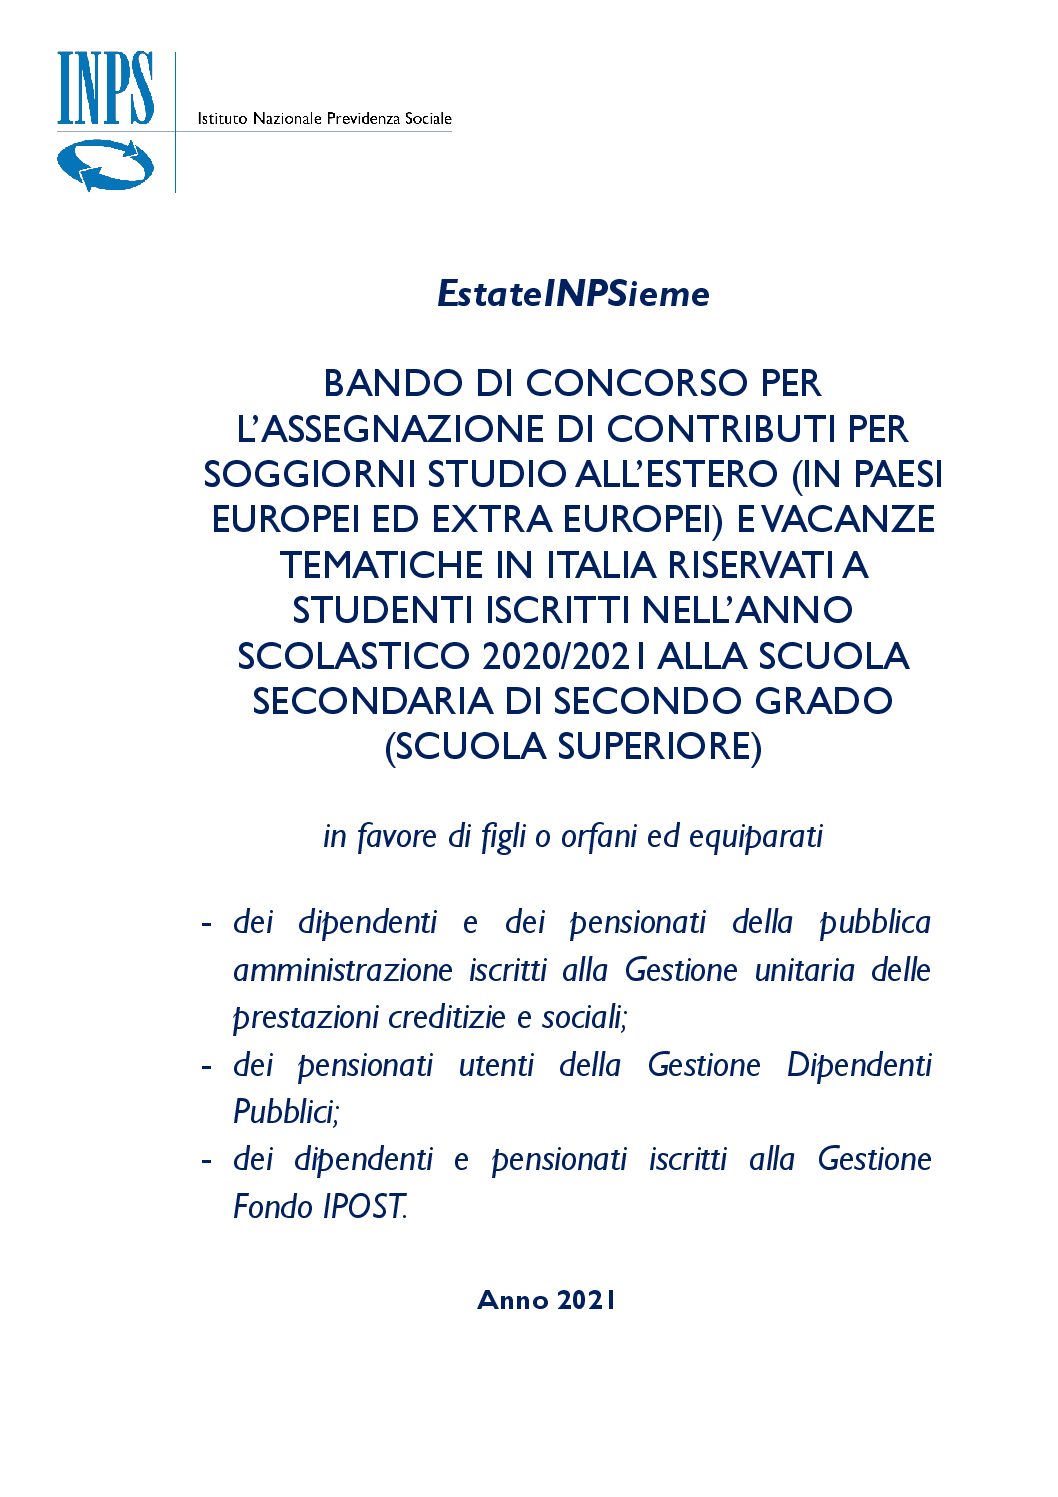 INPS
Istituto Nazionale Previdenza Sociale
EstateINPSieme
BANDO DI CONCORSO PER
L’ASSEGNAZIONE DI CONTRIBUTI PER
SOGGIORNI STUDIO ALL’ESTERO (IN PAESI
EUROPEI ED EXTRA EUROPEI) E VACANZE
TEMATICHE IN ITALIA RISERVATI A
STUDENTI ISCRITTI NELL’ANNO
SCOLASTICO 2020/2021 ALLA SCUOLA
SECONDARIA DI SECONDO GRADO
(SCUOLA SUPERIORE)
in favore di figli o orfani ed equiparati
- dei dipendenti e dei pensionati della pubblica
amministrazione iscritti alla Gestione unitaria delle
prestazioni creditizie e sociali;
- dei pensionati utenti della Gestione Dipendenti
Pubblici;
- dei dipendenti e pensionati iscritti alla Gestione
Fondo IPOST.
Anno 2021